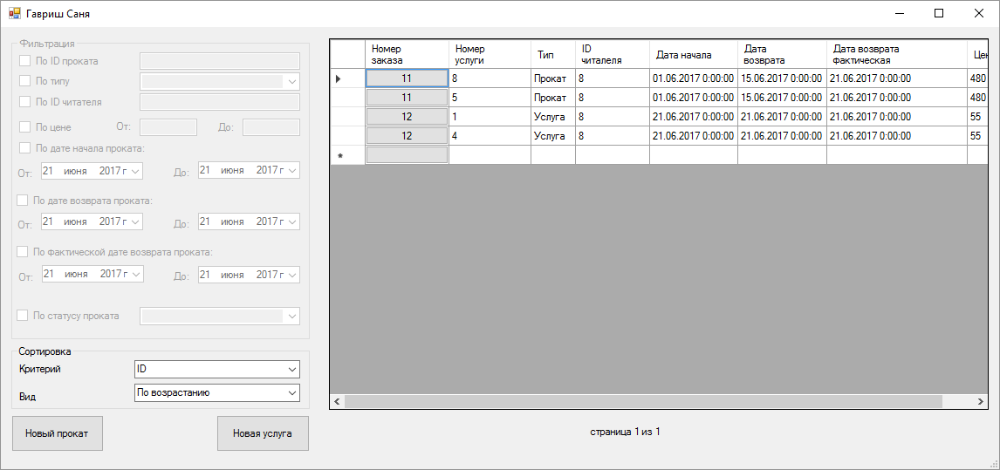 Гавриш Саня
Фильтрация
По ID проката
По типу
По ID читателя
По цене От: До:
По дате начала проката:
От: 21 июня 2017 г До: 21 июня 2017 г
По дате возврата проката:
От: 21 июня 2017 г До: 21 июня 2017 г
По фактической дате возврата проката:
От: 21 июня 2017 г До: 21 июня 2017 г
По статусу проката
Сортировка
Критерий ID
Вид По возрастанию
Новый прокат Новая услуга
Номер заказа Номер услуги Тип ID читалеля Дата начала Дата возврата Дата возврата фактическая Цен
11 8 Прокат 8 01.06.2017 0:00:00 15.06.2017 0:00:00 21.06.2017 0:00:00 480
11 5 Прокат 8 01.06.2017 0:00:00 15.06.2017 0:00:00 21.06.2017 0:00:00 480
12 1 Услуга 8 21.06.2017 0:00:00 21.06.2017 0:00:00 21.06.2017 0:00:00 55
12 4 Услуга 8 21.06.2017 0:00:00 21.06.2017 0:00:00 21.06.2017 0:00:00 55
страница 1 из 1